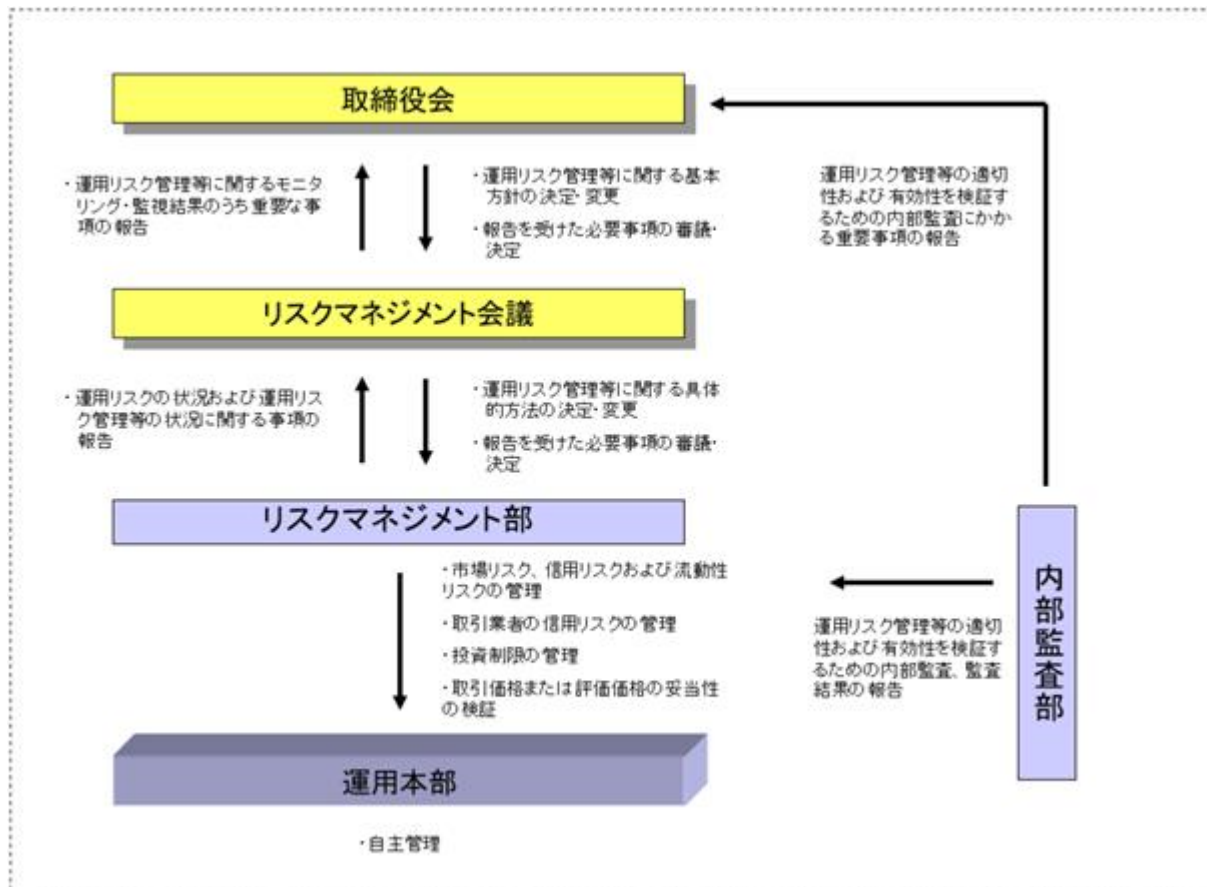 取締役会
・運用リスク管理等に関するモニタ
リング・監視結果のうち重要な事
項の報告
・運用リスク管理等に関する基本
方針の決定・変更
・報告を受けた必要事項の審議・
決定
運用リスク管理等の適切
性および有効性を検証す
るための内部監査にかか
る重要事項の報告
リスクマネジメント会議
・運用リスクの状況および運用リス
ク管理等の状況に関する事項の
報告
・運用リスク管理等に関する具体
的方法の決定・変更
・報告を受けた必要事項の審議・
決定
リスクマネジメント部
・市場リスク、信用リスクおよび流動性
リスクの管理
・取引業者の信用リスクの管理
・投資制限の管理
・取引価格または評価価格の妥当性
の検証
運用リスク管理等の適切
性および有効性を検証す
るための内部監査、監査
結果の報告
内部監査部
運用本部
・自主管理